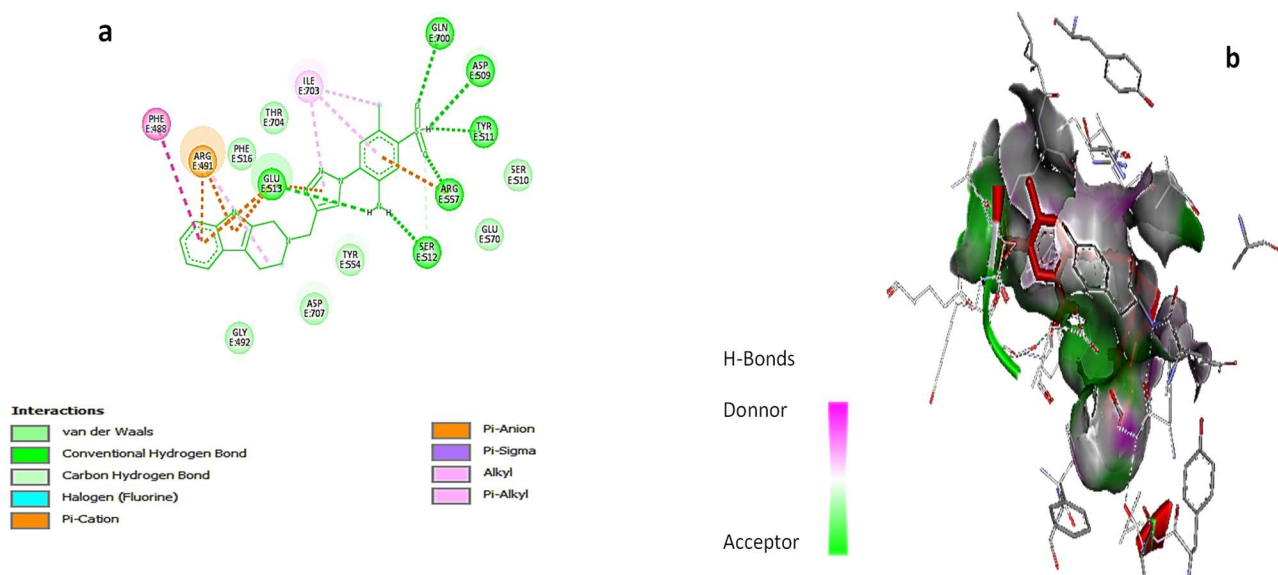 a
b
GLN
E:700
ASP
E:509
ILE
E:703
TYR
E:511
PHE
E:488
THR
E:704
PHE
E:516
ARG
E:491
GLU
E:513
SER
E:510
ARG
E:557
GLU
E:570
SER
E:512
TYR
E:554
ASP
E:707
GLY
E:492
N
N
N
N
N
H
H
H
Interactions
van der Waals
Conventional Hydrogen Bond
Carbon Hydrogen Bond
Halogen (Fluorine)
Pi-Cation
Pi-Anion
Pi-Sigma
Alkyl
Pi-Alkyl
H-Bonds
Donnor
Acceptor